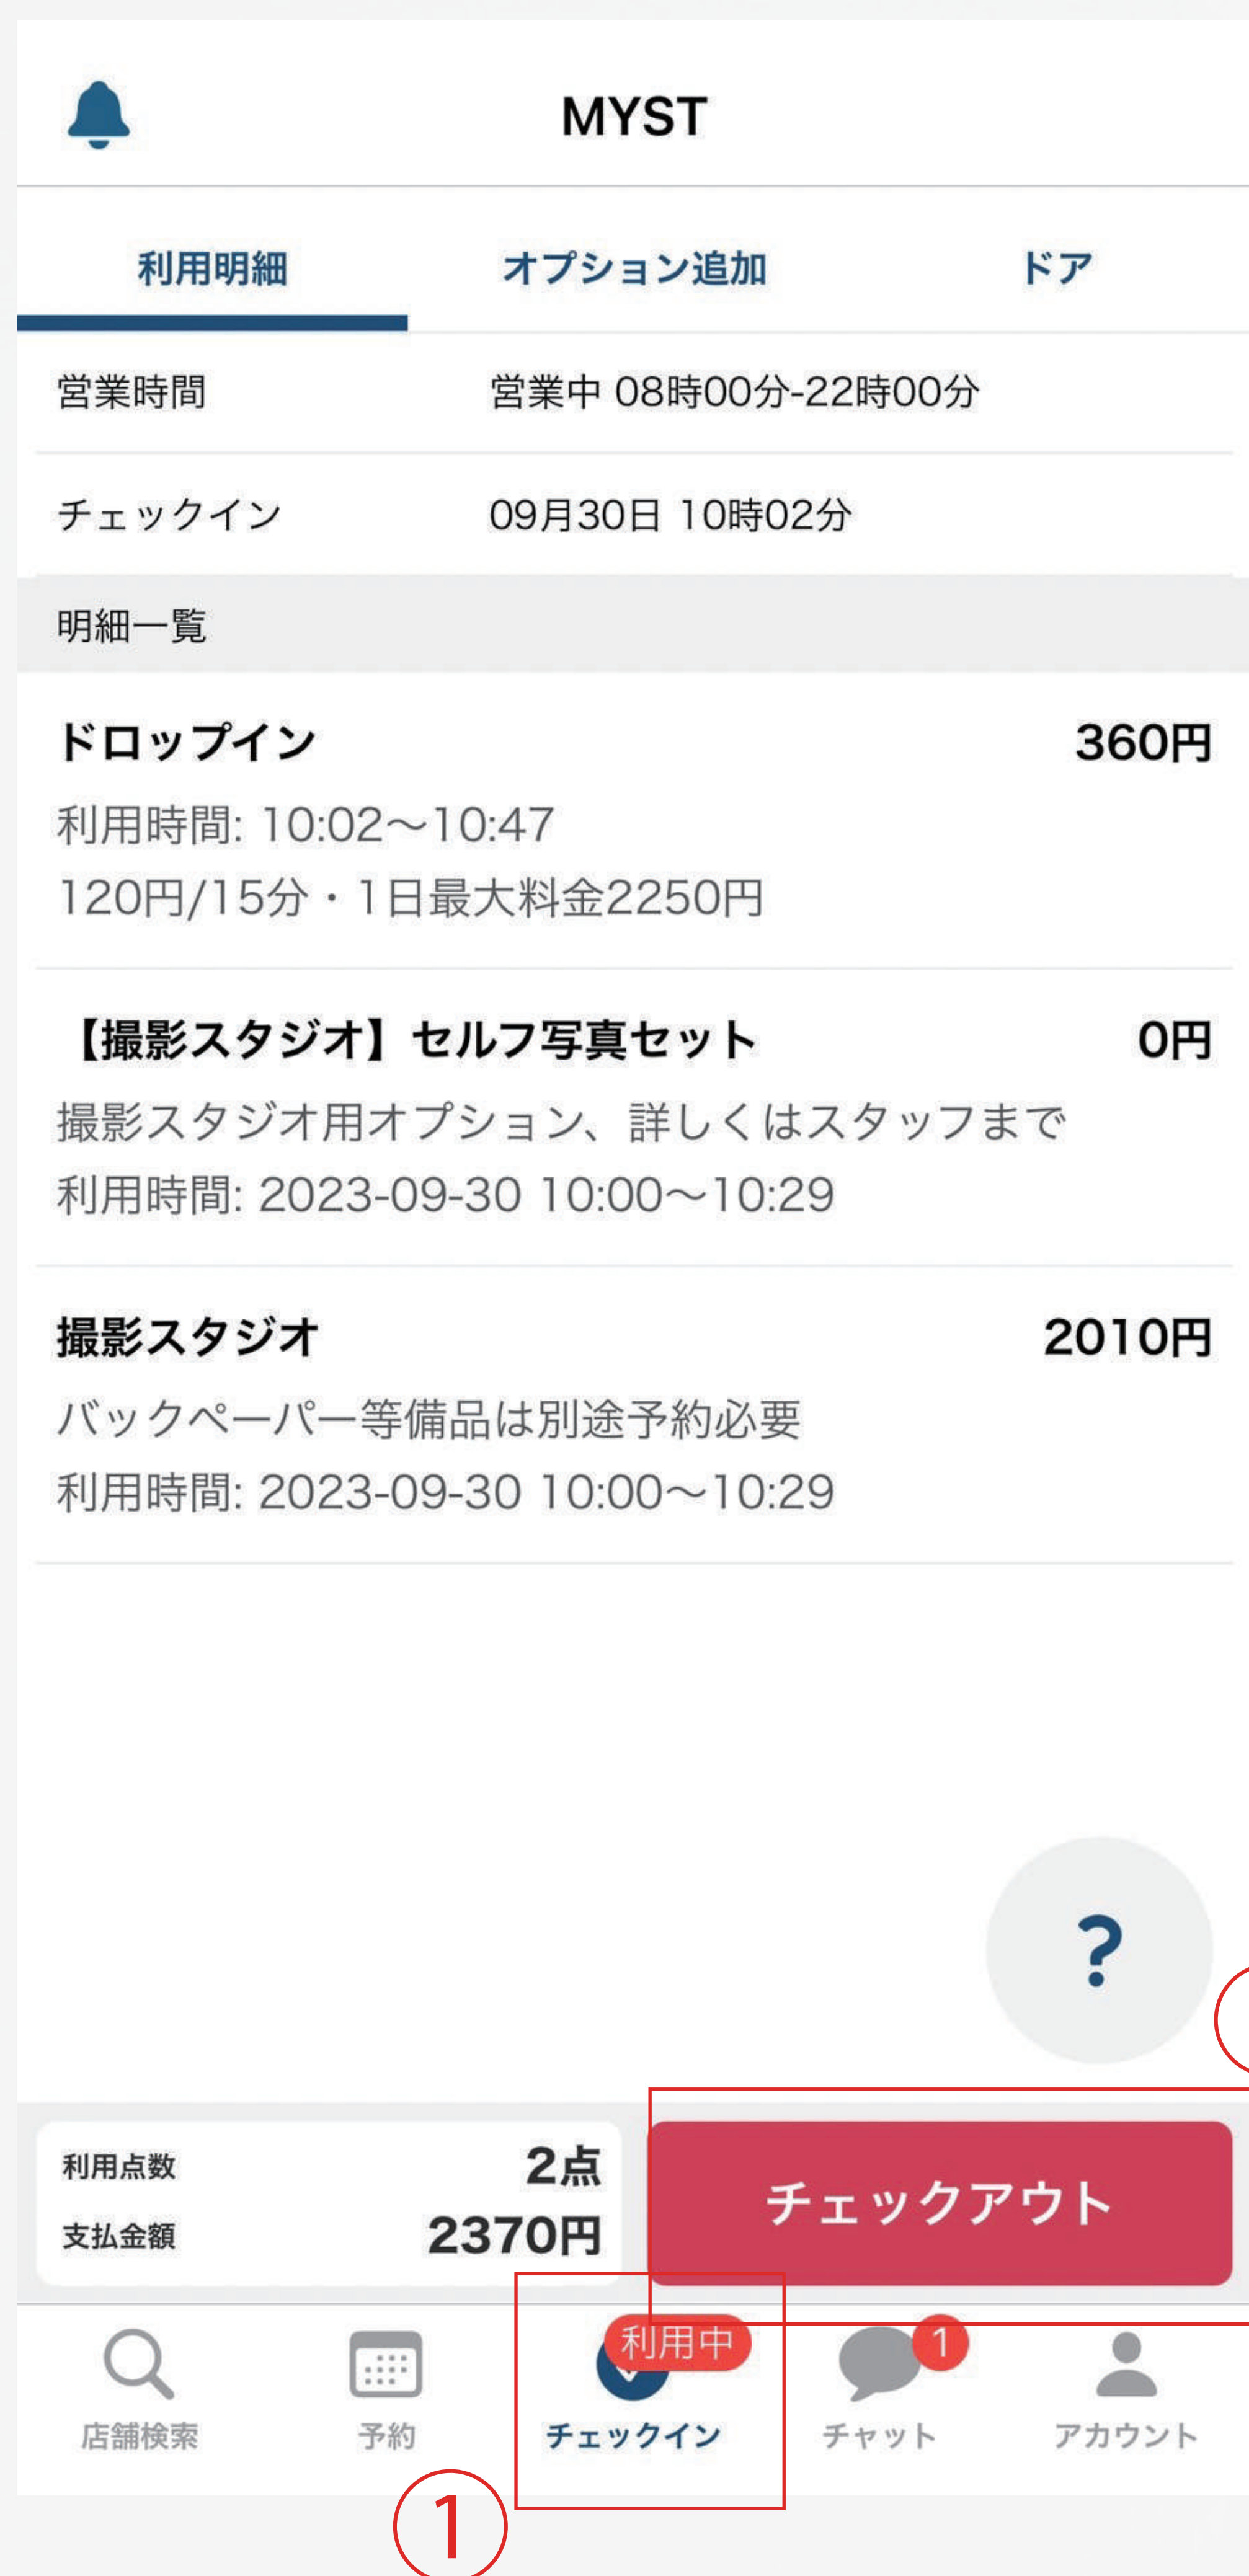 MYST
利用明細 オプション追加 ドア
営業時間 営業中 08時00分-22時00分
チェックイン 09月30日 10時02分
明細一覧
ドロップイン 360円
利用時間: 10:02〜10:47
120円/15分・1日最大料金2250円
【撮影スタジオ】セルフ写真セット 0円
撮影スタジオ用オプション、詳しくはスタッフまで
利用時間: 2023-09-30 10:00〜10:29
撮影スタジオ 2010円
バックペーパー等備品は別途予約必要
利用時間: 2023-09-30 10:00〜10:29
?
利用点数 2点
支払金額 2370円
チェックアウト
利用中 1
店舗検索 予約 チェックイン チャット アカウント
①